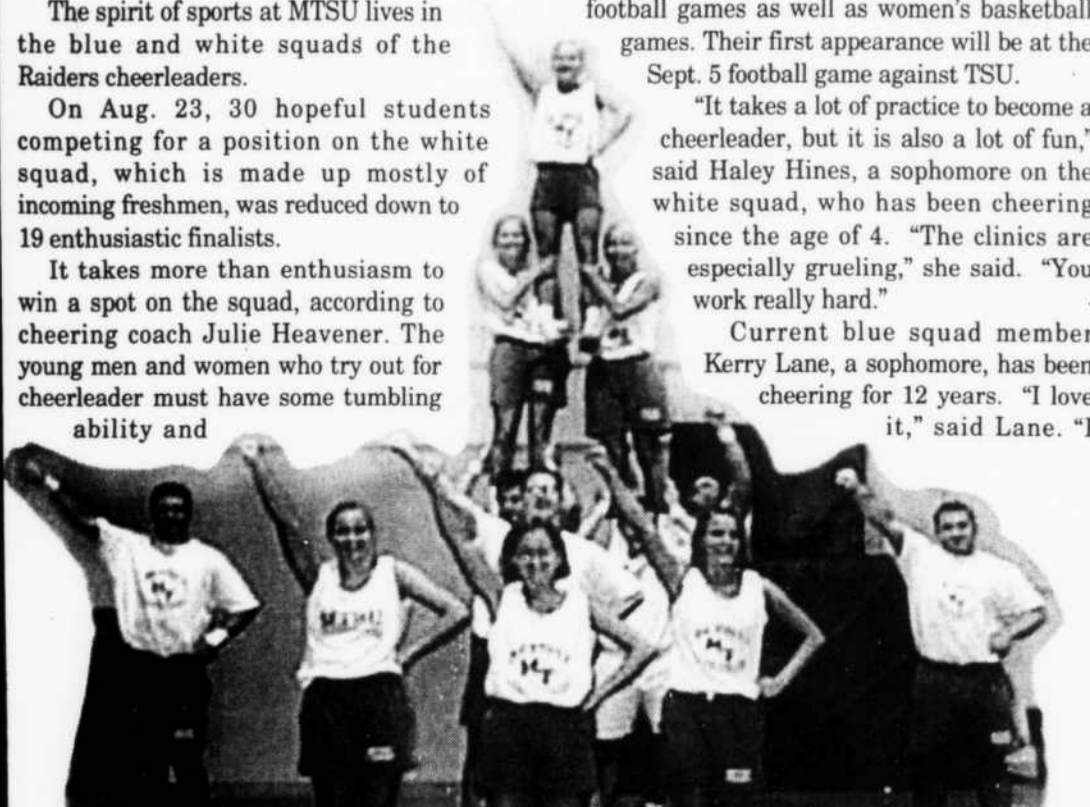 The spirit of sports at MTSU lives in
the blue and white squads of the
Raiders cheerleaders.
On Aug. 23, 30 hopeful students
competing for a position on the white
squad, which is made up mostly of
incoming freshmen, was reduced down to
19 enthusiastic finalists.
It takes more than enthusiasm to
win a spot on the squad, according to
cheering coach Julie Heavener. The
young men and women who try out for
cheerleader must have some tumbling
ability and
football games as well as women's basketball
games. Their first appearance will be at the
Sept. 5 football game against TSU.
"It takes a lot of practice to become a
cheerleader, but it is also a lot of fun,
said Haley Hines, a sophomore on the
white squad, who has been cheering
since the age of 4. "The clinics are
especially grueling," she said. "You
work really hard."
Current blue squad member
Kerry Lane, a sophomore, has been
cheering for 12 years. "I love
it," said Lane. "I
MTSU
MT
MT